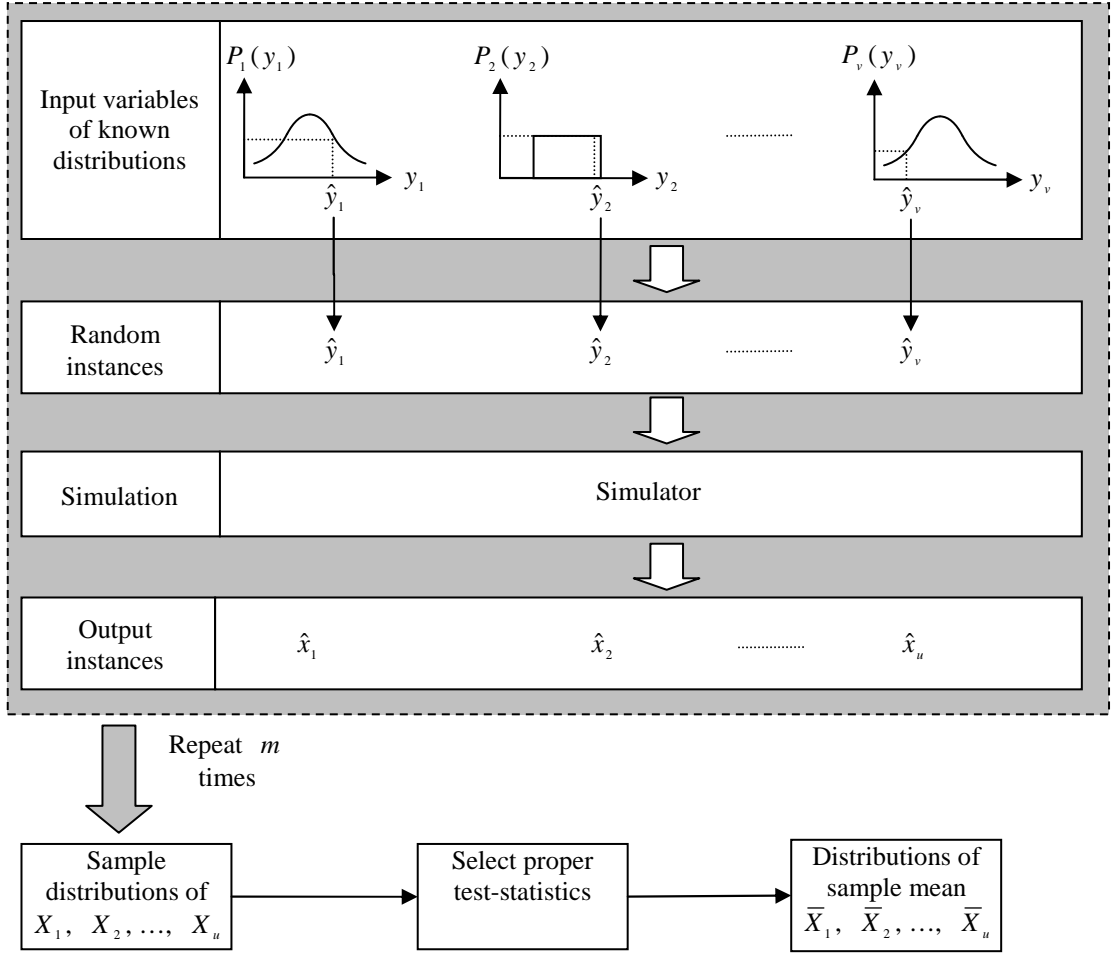 P₁(y₁) P₂(y₂) Pᵥ(yᵥ)
Input variables
of known
distributions
..............
y₁ y₂ yᵥ
ŷ₁ ŷ₂ ŷᵥ
Random
instances
ŷ₁ ŷ₂ .............. ŷᵥ
Simulation
Simulator
Output
instances
x̂₁ x̂₂ .............. x̂ᵤ
Repeat m
times
Sample
distributions of
X₁, X₂, ..., Xᵤ
Select proper
test-statistics
Distributions of
sample mean
X̅₁, X̅₂, ..., X̅ᵤ